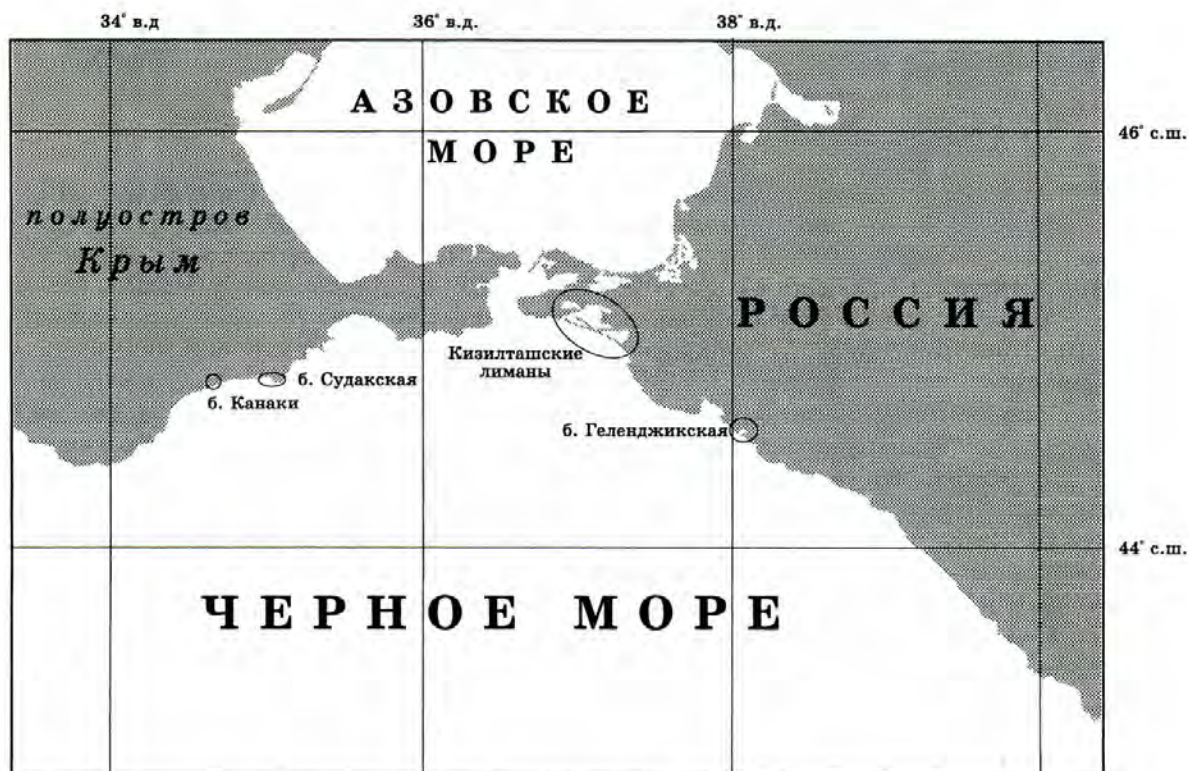 34° в.д
36° в.д.
38° в.д.
АЗОВСКОЕ
МОРЕ
46° с.ш.
полуостров
Крым
РОССИЯ
Кизилташские
лиманы
б. Судакская
б. Канаки
б. Геленджикская
44° с.ш.
ЧЕРНОЕ МОРЕ